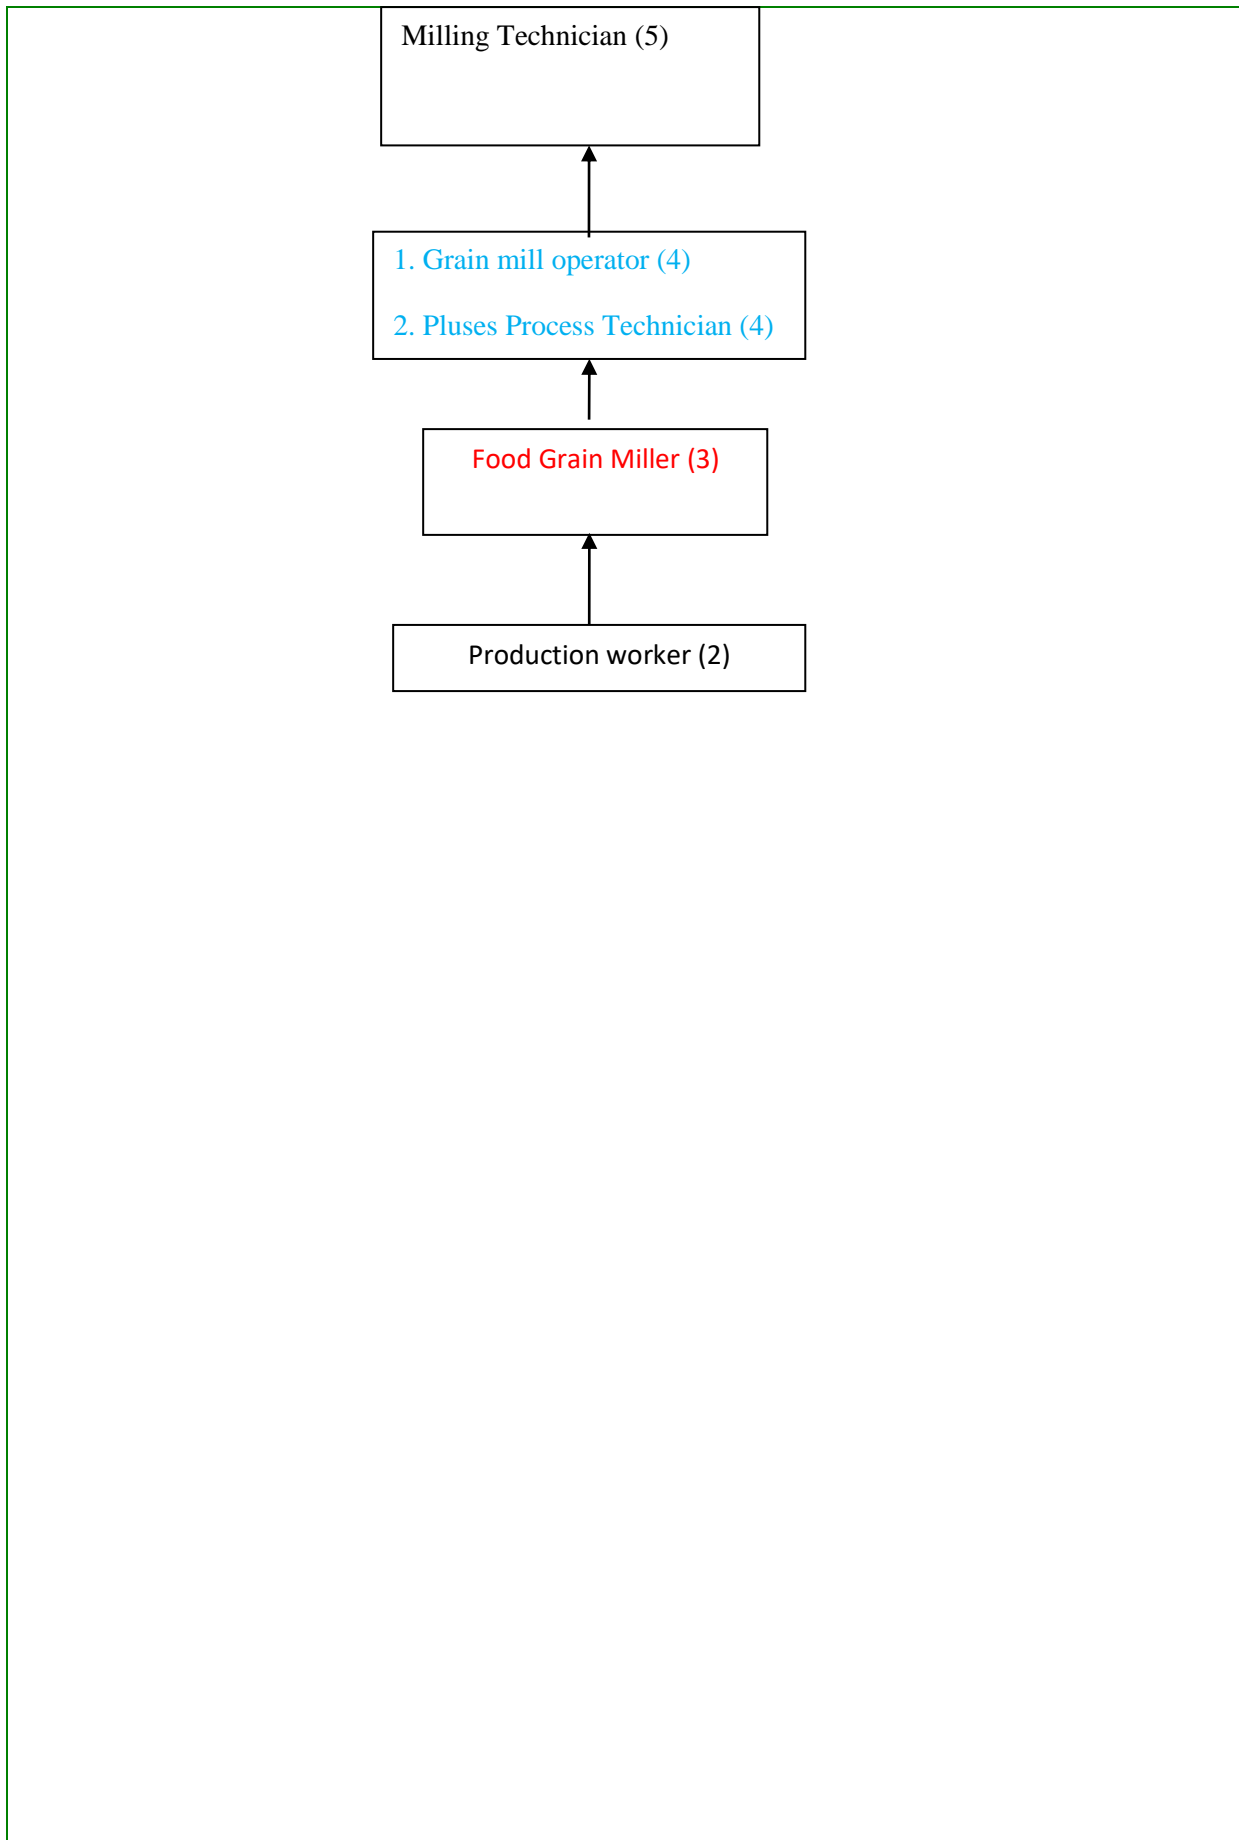 Milling Technician (5)
1. Grain mill operator (4)
2. Pluses Process Technician (4)
Food Grain Miller (3)
Production worker (2)